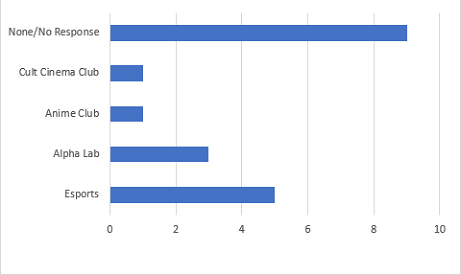 None/No Response
Cult Cinema Club
Anime Club
Alpha Lab
Esports
0 2 4 6 8 10